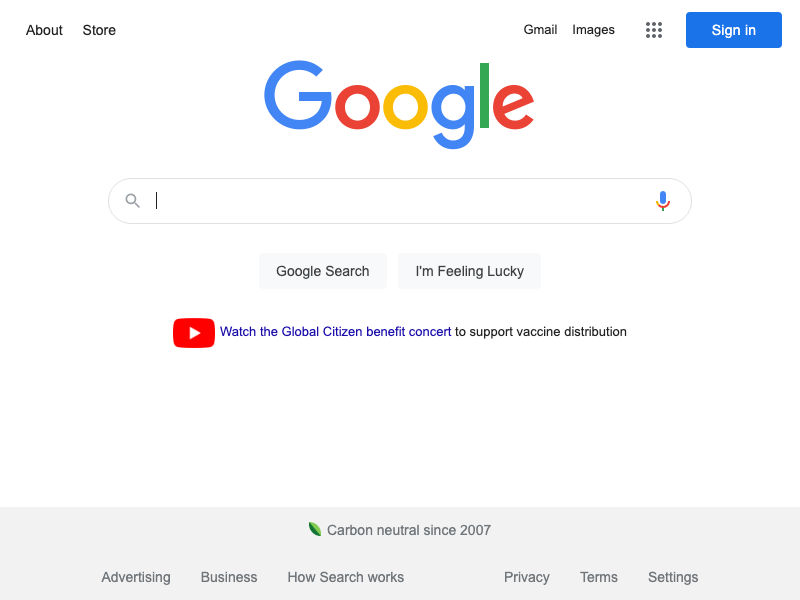 About Store Gmail Images Sign in
Google
Google Search I'm Feeling Lucky
Watch the Global Citizen benefit concert to support vaccine distribution
Carbon neutral since 2007
Advertising Business How Search works Privacy Terms Settings